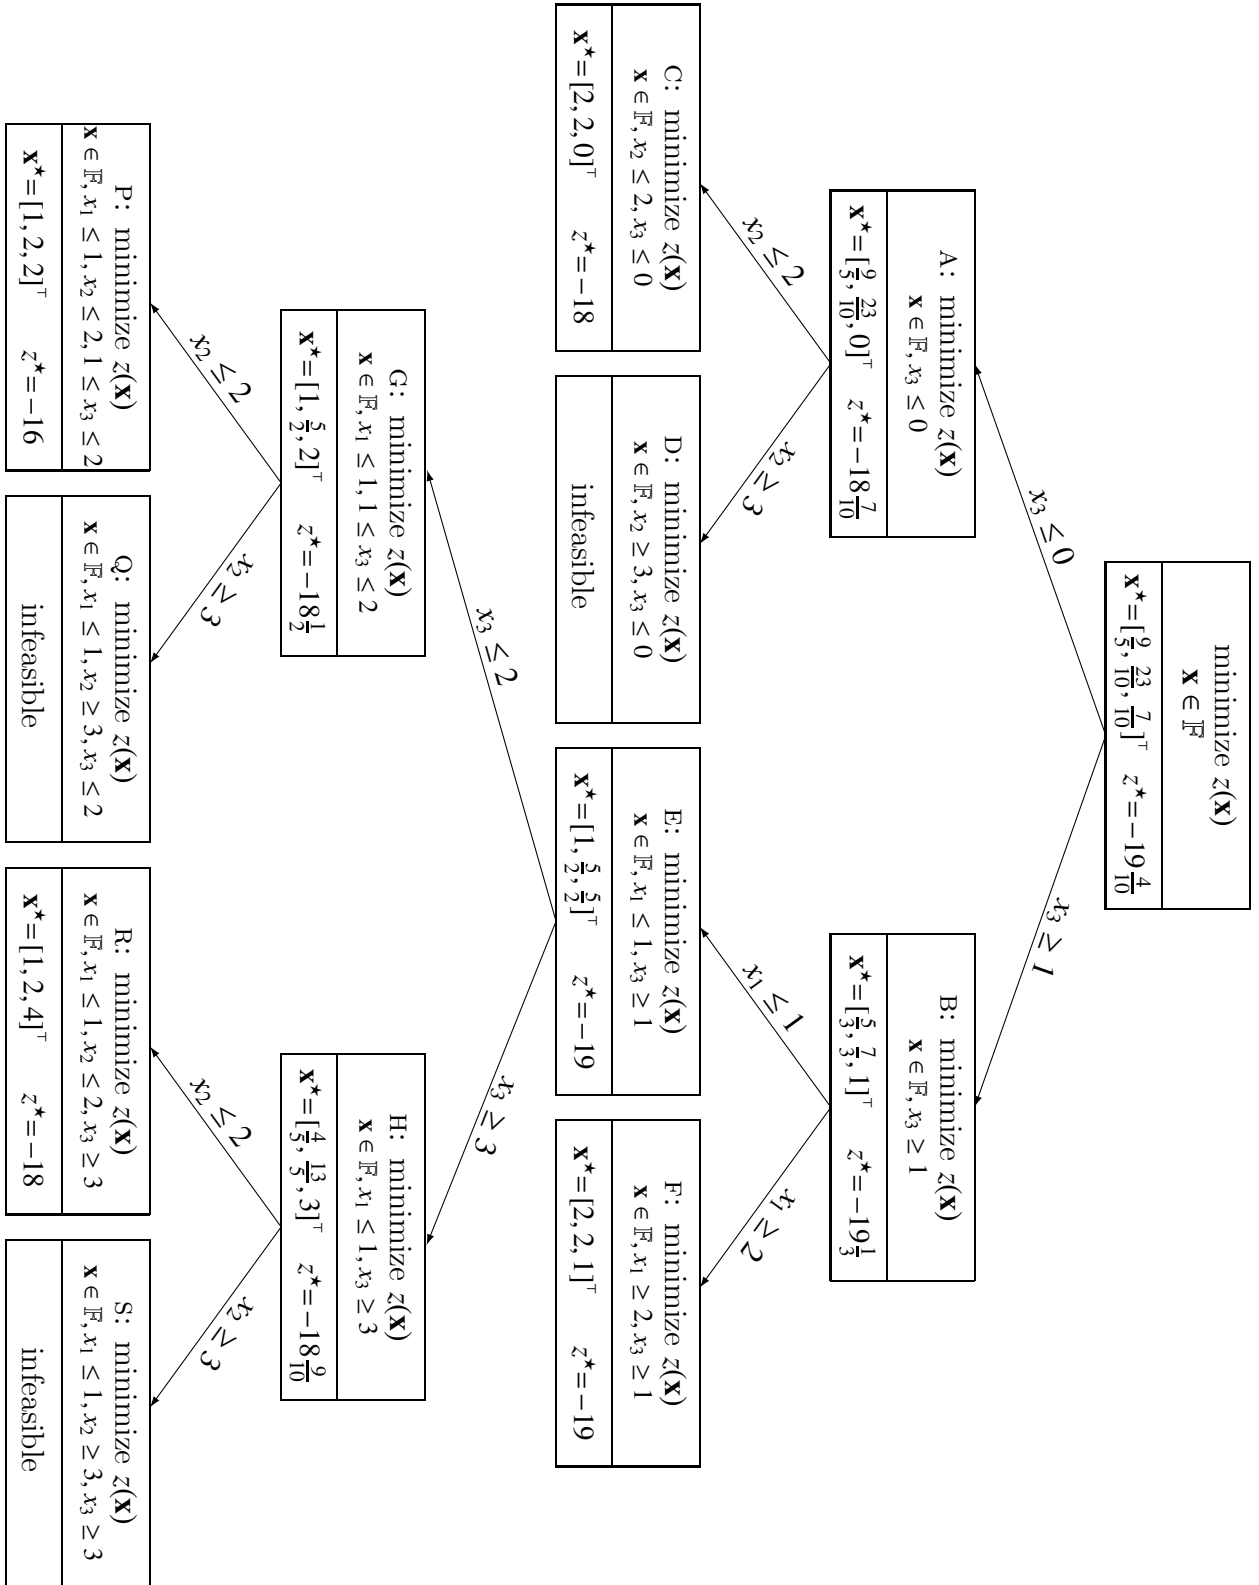 minimize z(x)
x ∈ 𝔽
x★=[9/5, 23/10, 7/10]⊤ z★=−19 4/10
x₃ ≤ 0
x₃ ≥ 1
A: minimize z(x)
x ∈ 𝔽, x₃ ≤ 0
x★=[9/5, 23/10, 0]⊤ z★=−18 7/10
B: minimize z(x)
x ∈ 𝔽, x₃ ≥ 1
x★=[5/3, 7/3, 1]⊤ z★=−19 1/3
x₂ ≤ 2
x₂ ≥ 3
x₁ ≤ 1
x₁ ≥ 2
C: minimize z(x)
x ∈ 𝔽, x₂ ≤ 2, x₃ ≤ 0
x★=[2, 2, 0]⊤ z★=−18
D: minimize z(x)
x ∈ 𝔽, x₂ ≥ 3, x₃ ≤ 0
infeasible
E: minimize z(x)
x ∈ 𝔽, x₁ ≤ 1, x₃ ≥ 1
x★=[1, 5/2, 5/2]⊤ z★=−19
F: minimize z(x)
x ∈ 𝔽, x₁ ≥ 2, x₃ ≥ 1
x★=[2, 2, 1]⊤ z★=−19
x₃ ≤ 2
x₃ ≥ 3
G: minimize z(x)
x ∈ 𝔽, x₁ ≤ 1, 1 ≤ x₃ ≤ 2
x★=[1, 5/2, 2]⊤ z★=−18 1/2
H: minimize z(x)
x ∈ 𝔽, x₁ ≤ 1, x₃ ≥ 3
x★=[4/5, 13/5, 3]⊤ z★=−18 9/10
x₂ ≤ 2
x₂ ≥ 3
x₂ ≤ 2
x₂ ≥ 3
P: minimize z(x)
x ∈ 𝔽, x₁ ≤ 1, x₂ ≤ 2, 1 ≤ x₃ ≤ 2
x★=[1, 2, 2]⊤ z★=−16
Q: minimize z(x)
x ∈ 𝔽, x₁ ≤ 1, x₂ ≥ 3, x₃ ≤ 2
infeasible
R: minimize z(x)
x ∈ 𝔽, x₁ ≤ 1, x₂ ≤ 2, x₃ ≥ 3
x★=[1, 2, 4]⊤ z★=−18
S: minimize z(x)
x ∈ 𝔽, x₁ ≤ 1, x₂ ≥ 3, x₃ ≥ 3
infeasible